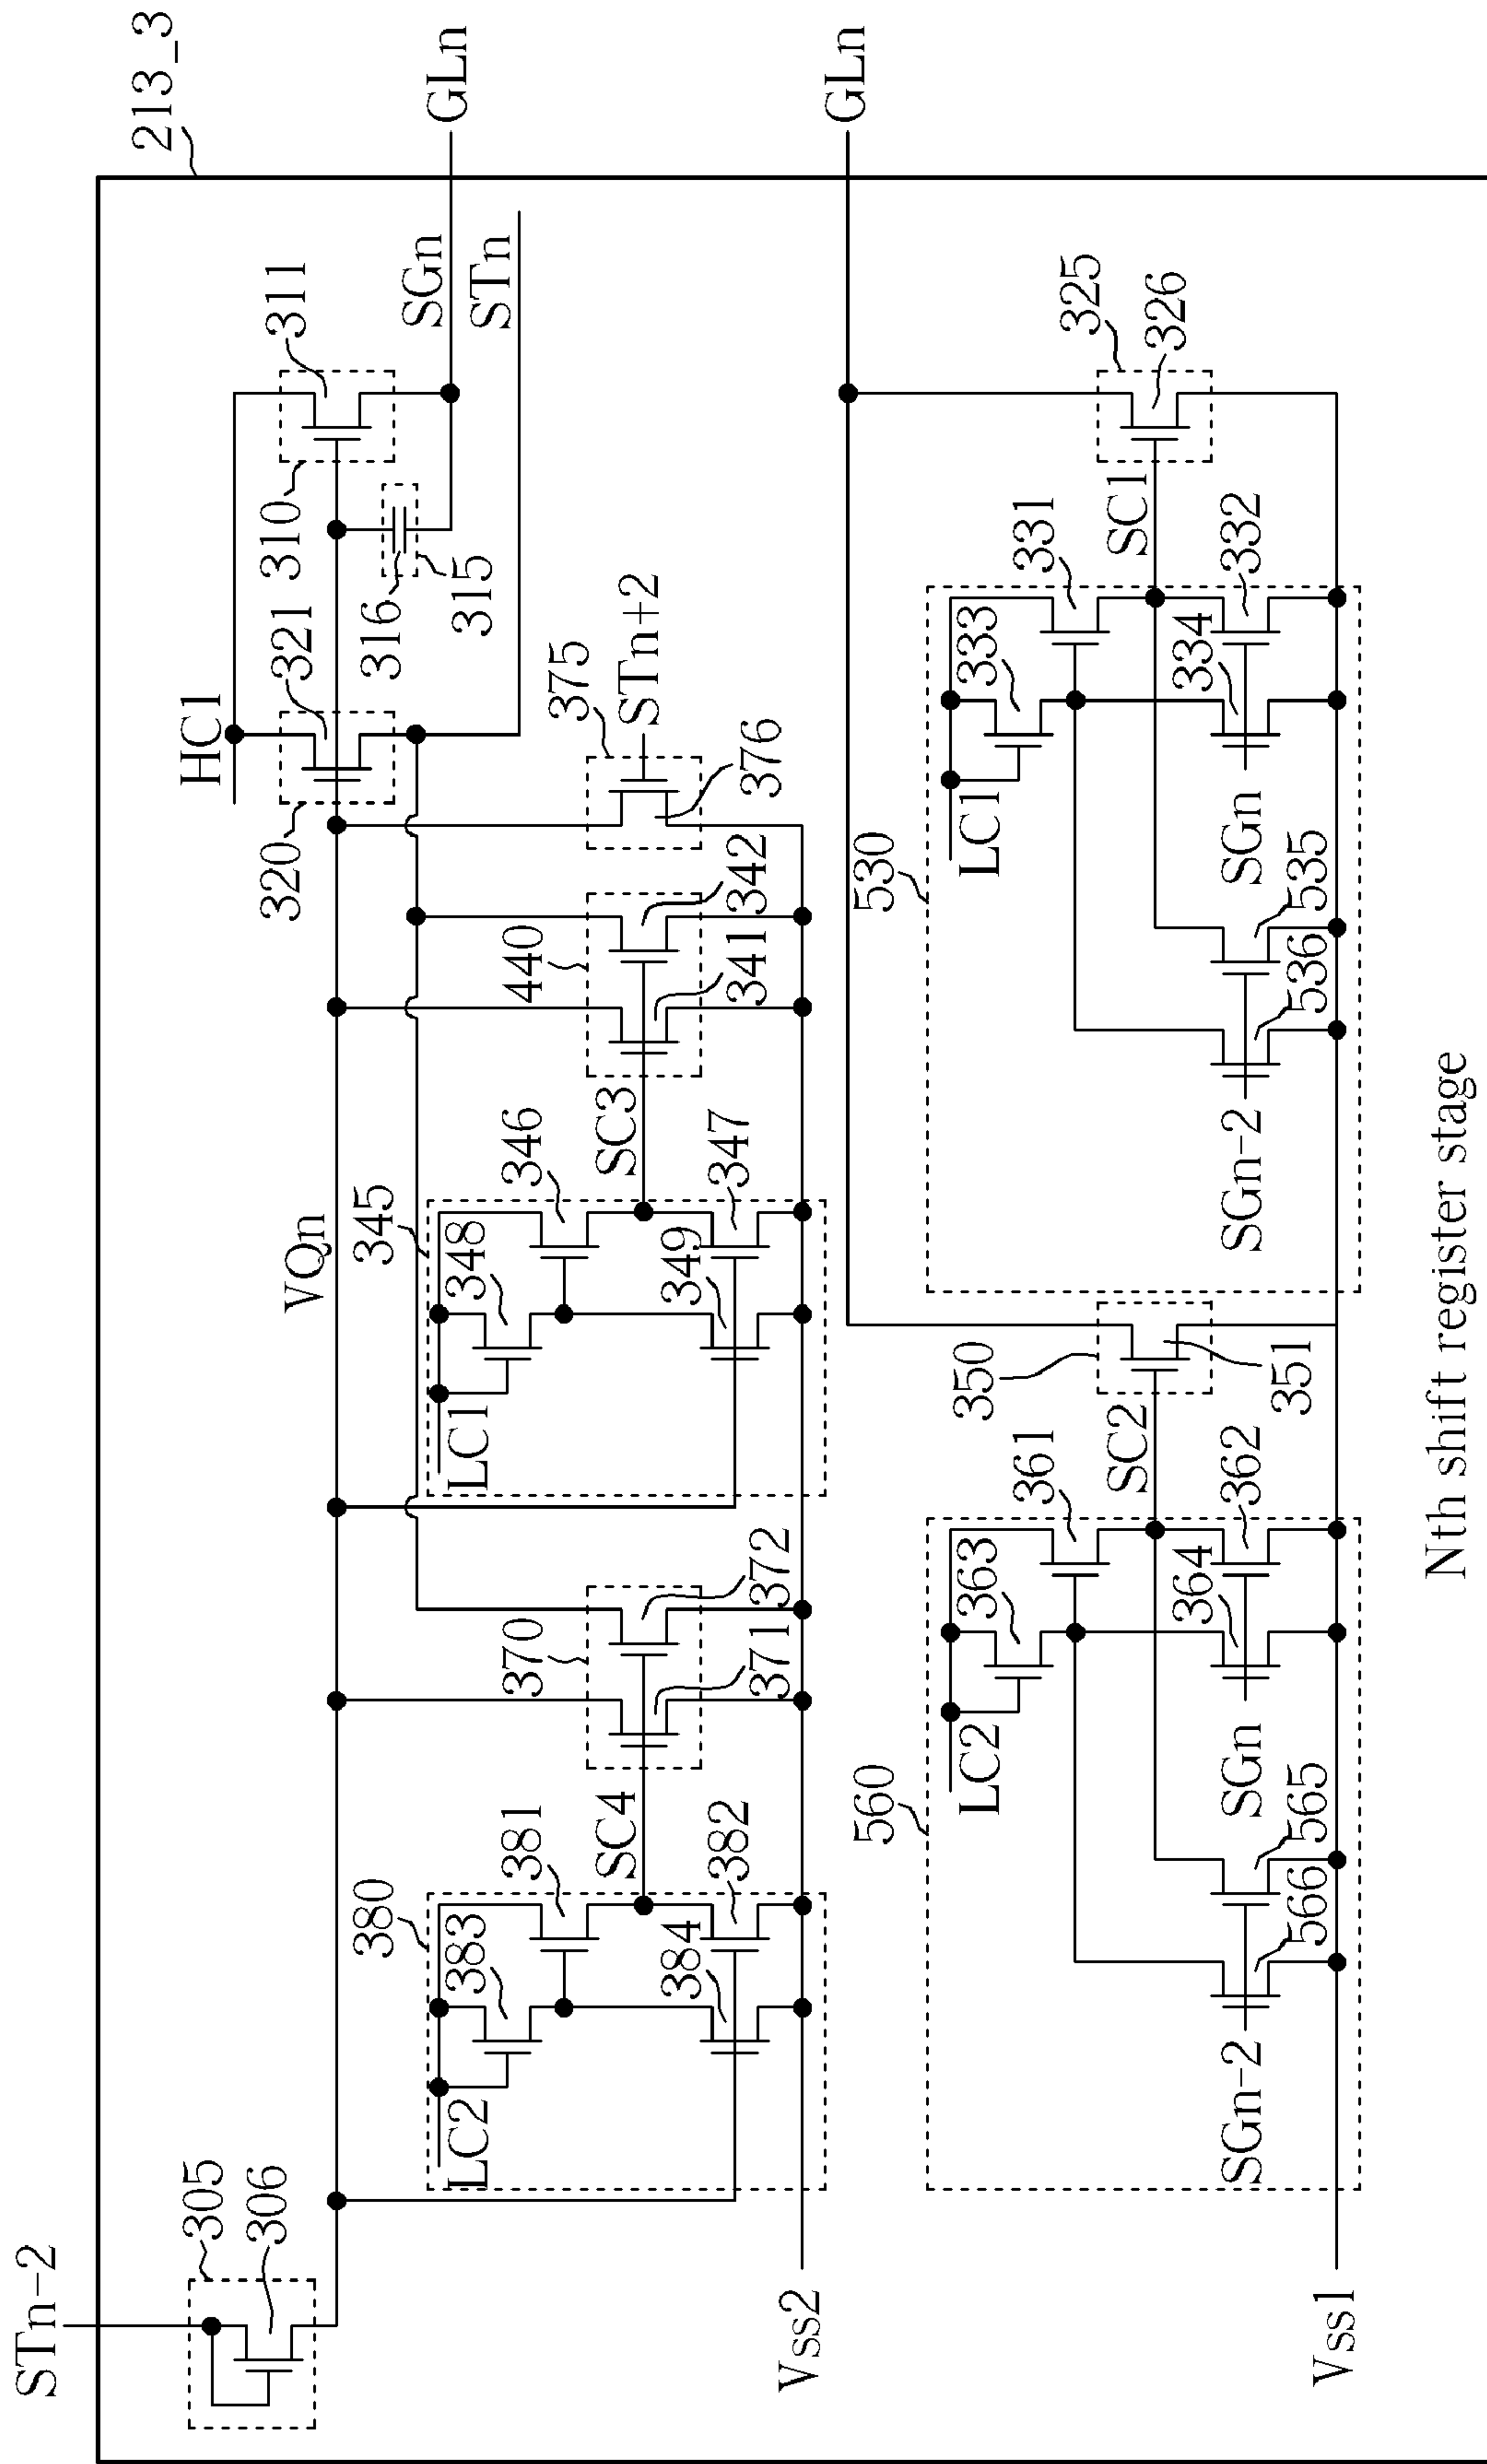 213_3
STn-2
305
306
HC1
320
321
310
311
GLn
SGn
STn
316
315
VQn
380
LC2
383
381
384
382
SC4
370
371
372
345
LC1
348
346
349
347
SC3
440
341
342
375
STn+2
376
Vss2
GLn
560
LC2
363
361
364
362
SGn
SGn-2
566
565
SC2
350
351
530
LC1
333
331
334
332
SGn
SGn-2
536
535
SC1
325
326
Vss1
Nth shift register stage